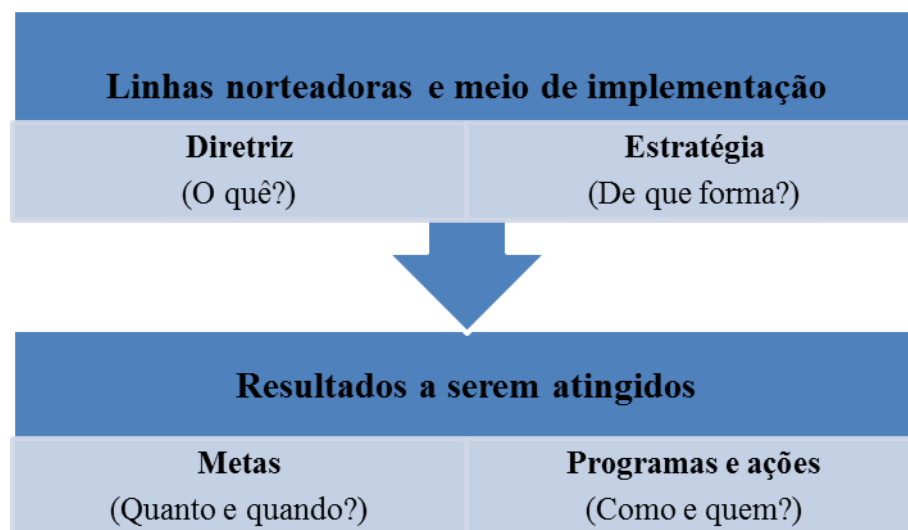 Linhas norteadoras e meio de implementação
Diretriz
(O quê?)
Estratégia
(De que forma?)
Resultados a serem atingidos
Metas
(Quanto e quando?)
Programas e ações
(Como e quem?)